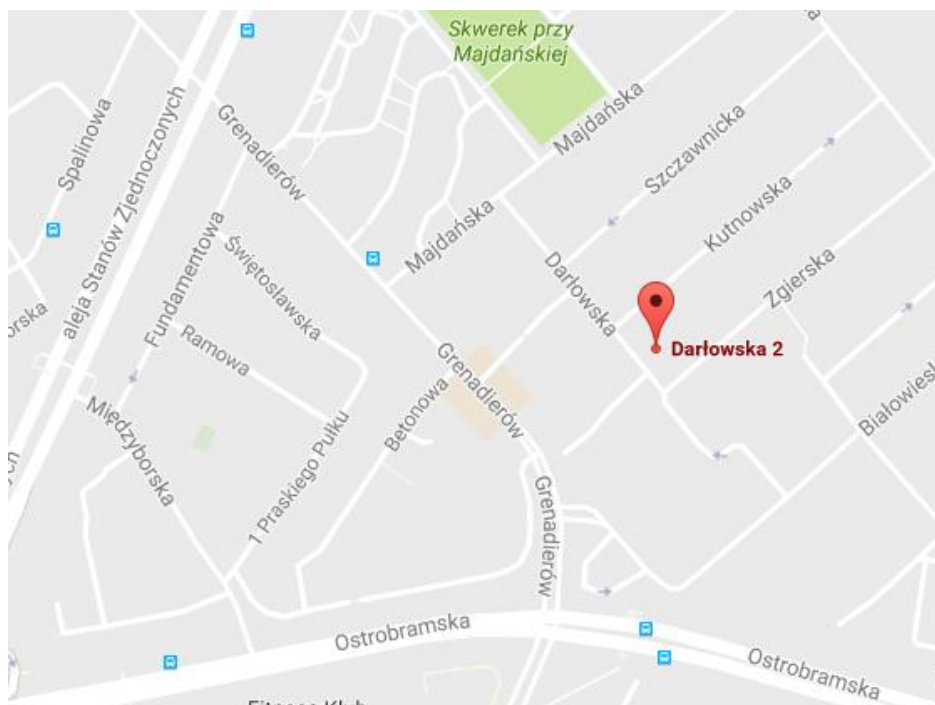 Skwerek przy
Majdańskiej
Majdańska
Szczawnicka
Spalinowa
aleja Stanów Zjednoczonych
Grenadierów
Kutnowska
Majdańska
Fundamentowa
Świętosławska
Darłowska
Zgierska
Ramowa
Darłowska 2
Grenadierów
Betonowa
Międzyborska
1 Praskiego Pułku
Grenadierów
Ostrobramska
Ostrobramska